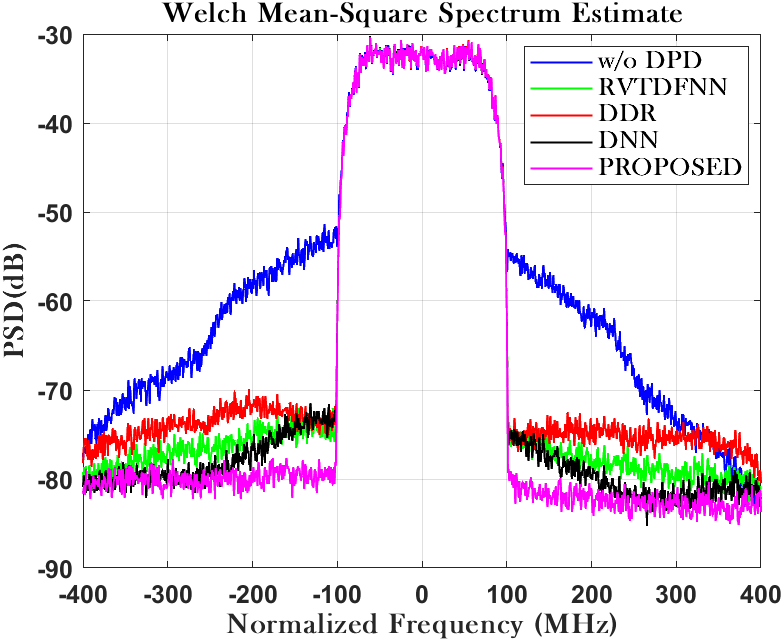 Welch Mean-Square Spectrum Estimate
PSD(dB)
-30
-40
-50
-60
-70
-80
-90
w/o DPD
RVTDFNN
DDR
DNN
PROPOSED
-400 -300 -200 -100 0 100 200 300 400
Normalized Frequency (MHz)